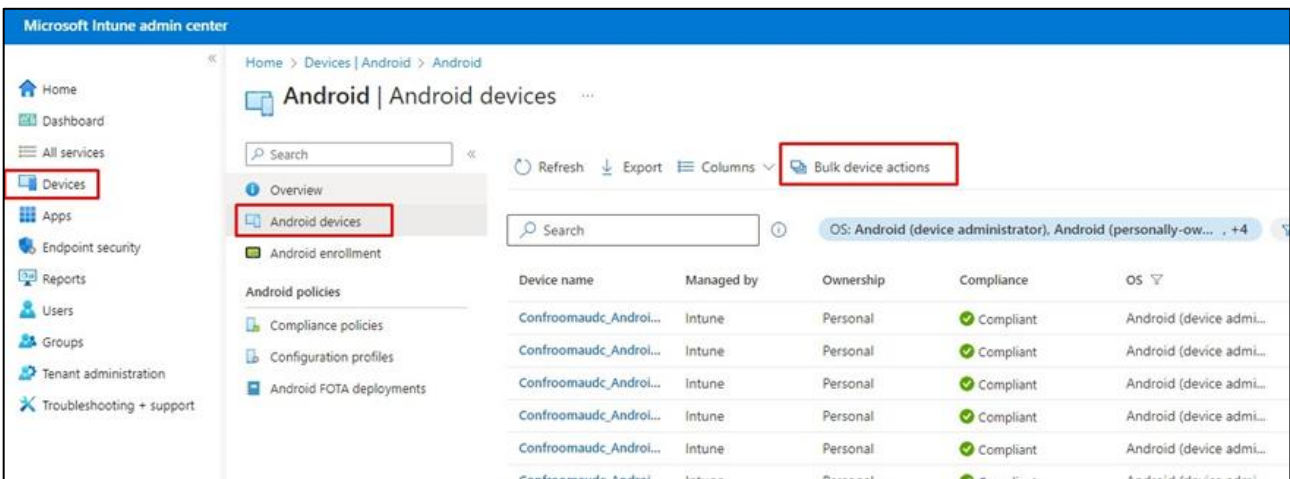 Microsoft Intune admin center
Home
Dashboard
All services
Devices
Apps
Endpoint security
Reports
Users
Groups
Tenant administration
Troubleshooting + support
Home > Devices | Android > Android
Android | Android devices ...
Search
Overview
Android devices
Android enrollment
Android policies
Compliance policies
Configuration profiles
Android FOTA deployments
Refresh Export Columns Bulk device actions
Search OS: Android (device administrator), Android (personally-ow... , +4
Device name Managed by Ownership Compliance OS
Confroomaudc_Androi... Intune Personal Compliant Android (device admi...
Confroomaudc_Androi... Intune Personal Compliant Android (device admi...
Confroomaudc_Androi... Intune Personal Compliant Android (device admi...
Confroomaudc_Androi... Intune Personal Compliant Android (device admi...
Confroomaudc_Androi... Intune Personal Compliant Android (device admi...